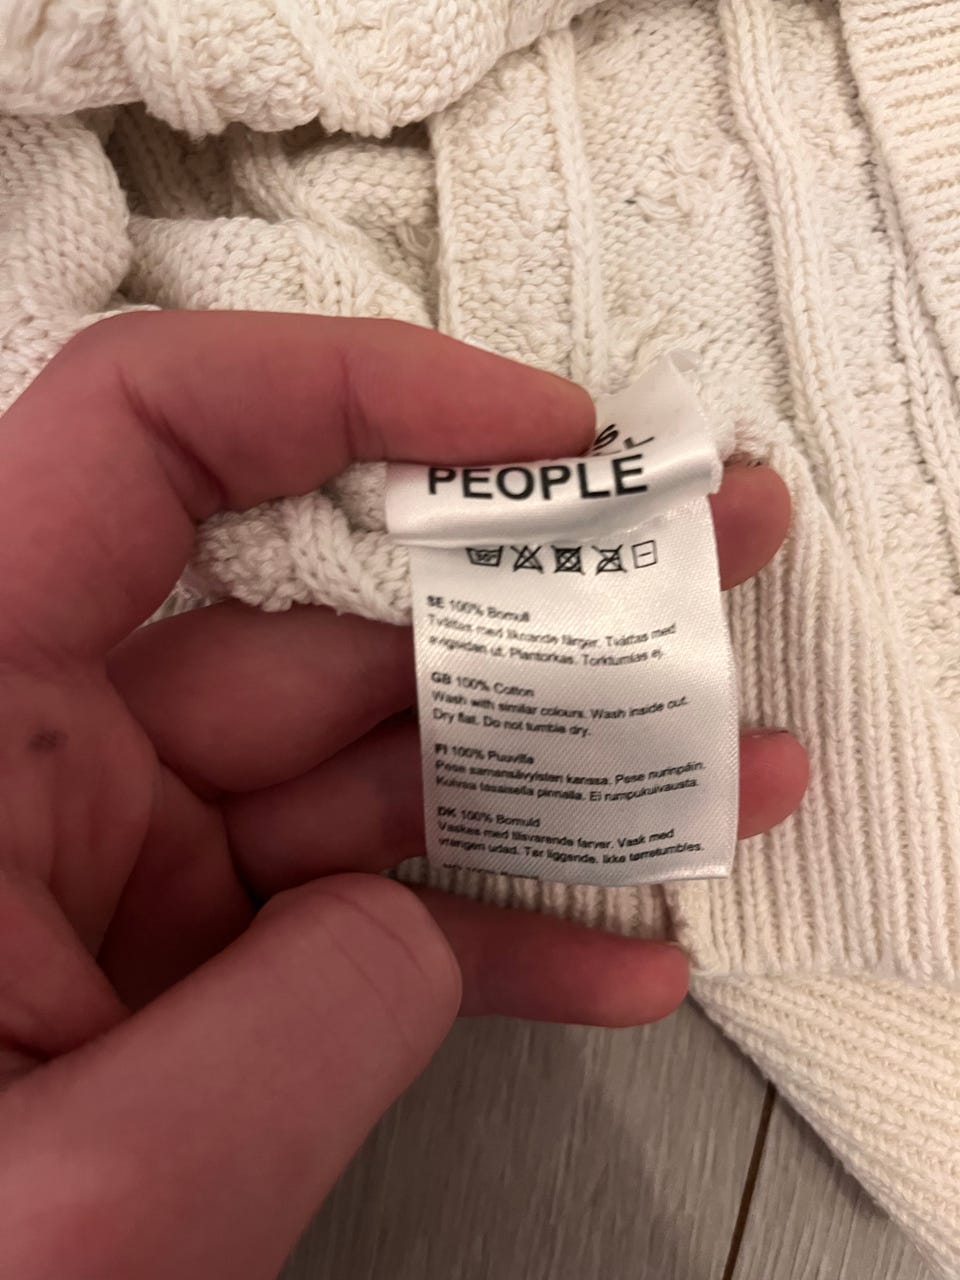 PEOPLE
30°
SE 100% Bomull
Tvättas med liknande färger. Tvättas med
avigsidan ut. Plantorkas. Torktumlas ej.
GB 100% Cotton
Wash with similar colours. Wash inside out.
Dry flat. Do not tumble dry.
FI 100% Puuvilla
Pese samansävyisten kanssa. Pese nurinpäin.
Kuivaa tasaisella pinnalla. Ei rumpukuivausta.
DK 100% Bomuld
Vaskes med tilsvarende farver. Vask med
vrangen udad. Tør liggende. Ikke tørretumbles.